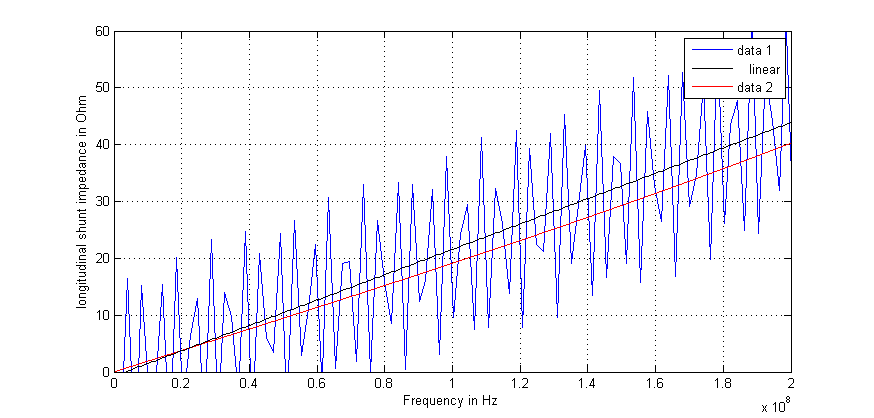 60
50
40
30
20
10
0
longitudinal shunt impedance in Ohm
data 1
linear
data 2
0 0.2 0.4 0.6 0.8 1 1.2 1.4 1.6 1.8 2
Frequency in Hz
x 10⁸